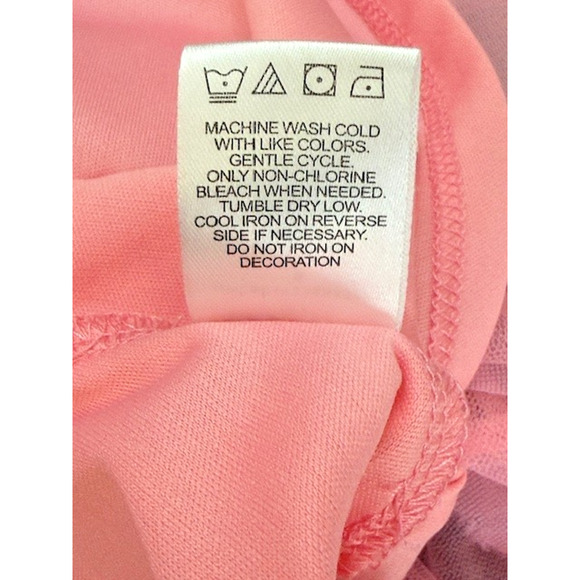 MACHINE WASH COLD
WITH LIKE COLORS.
GENTLE CYCLE.
ONLY NON-CHLORINE
BLEACH WHEN NEEDED.
TUMBLE DRY LOW.
COOL IRON ON REVERSE
SIDE IF NECESSARY.
DO NOT IRON ON
DECORATION